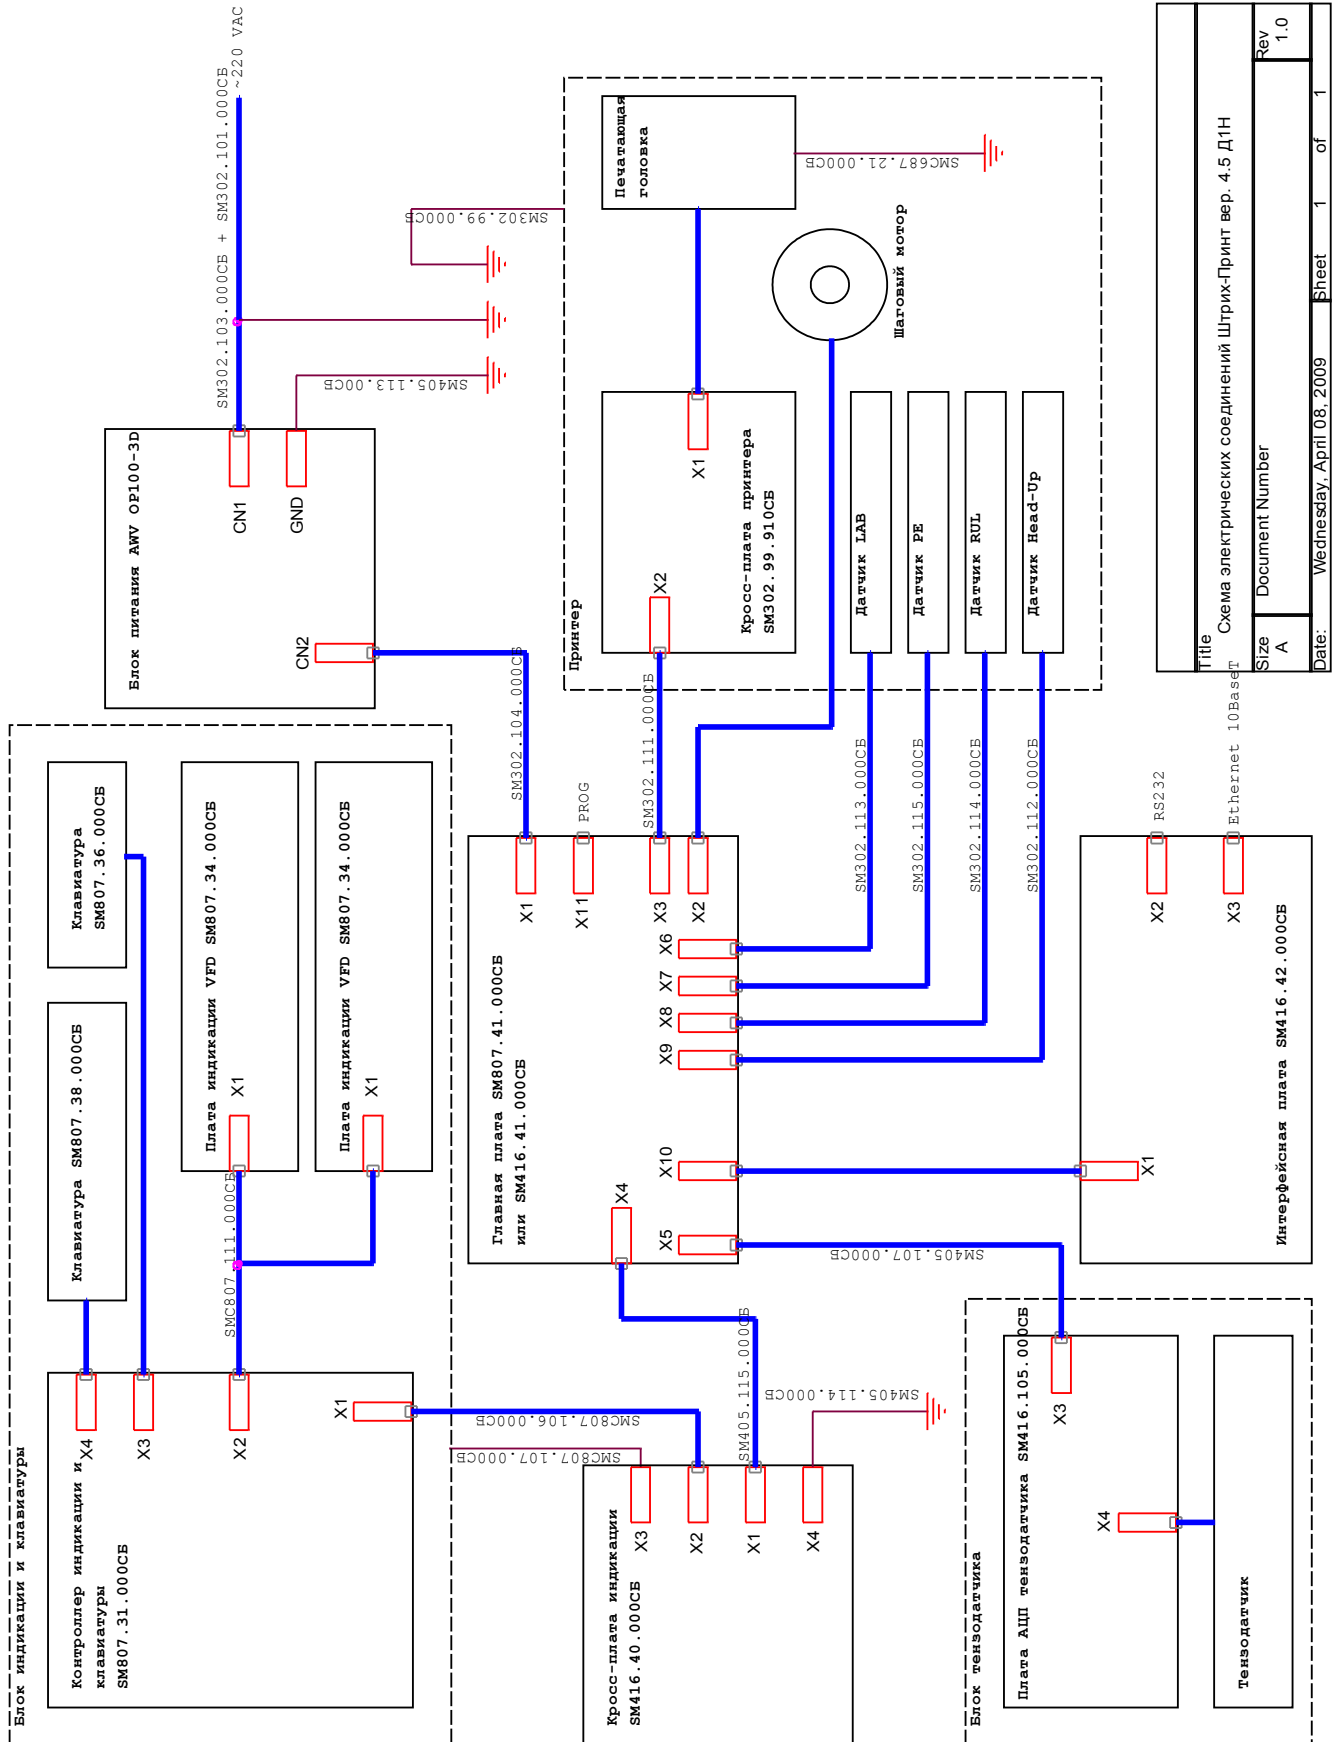 Блок индикации и клавиатуры
Контроллер индикации и
клавиатуры
SM807.31.000СБ
X4
X3
X2
X1
Клавиатура SM807.38.000СБ
Клавиатура
SM807.36.000СБ
SMC807.111.000СБ
Плата индикации VFD SM807.34.000СБ
X1
Плата индикации VFD SM807.34.000СБ
X1
Блок питания AWV OP100-3D
CN1
GND
CN2
SM302.103.000СБ + SM302.101.000СБ
~220 VAC
SM405.113.00СБ
SM302.99.000СБ
SM302.104.000СБ
SMC807.106.000СБ
SMC807.107.000СБ
Кросс-плата индикации
SM416.40.000СБ
X3
X2
X1
X4
SM405.115.000СБ
SM405.114.000СБ
Главная плата SM807.41.000СБ
или SM416.41.000СБ
X1
X11
PROG
X3
X2
X6
X7
X8
X9
X10
X4
X5
SM302.111.000СБ
SM302.113.000СБ
SM302.115.000СБ
SM302.114.000СБ
SM302.112.000СБ
SM405.107.000СБ
Принтер
Кросс-плата принтера
SM302.99.910СБ
X2
X1
Печатающая
головка
SMC687.21.000СБ
Шаговый мотор
Датчик LAB
Датчик PE
Датчик RUL
Датчик Head-Up
Блок тензодатчика
Плата АЦП тензодатчика SM416.105.000СБ
X3
X4
Тензодатчик
Интерфейсная плата SM416.42.000СБ
X1
X2
RS232
X3
Ethernet 10BaseT
Title
Схема электрических соединений Штрих-Принт вер. 4.5 Д1Н
Size
Document Number
Rev
A
1.0
Date:
Wednesday, April 08, 2009
Sheet
1
of
1